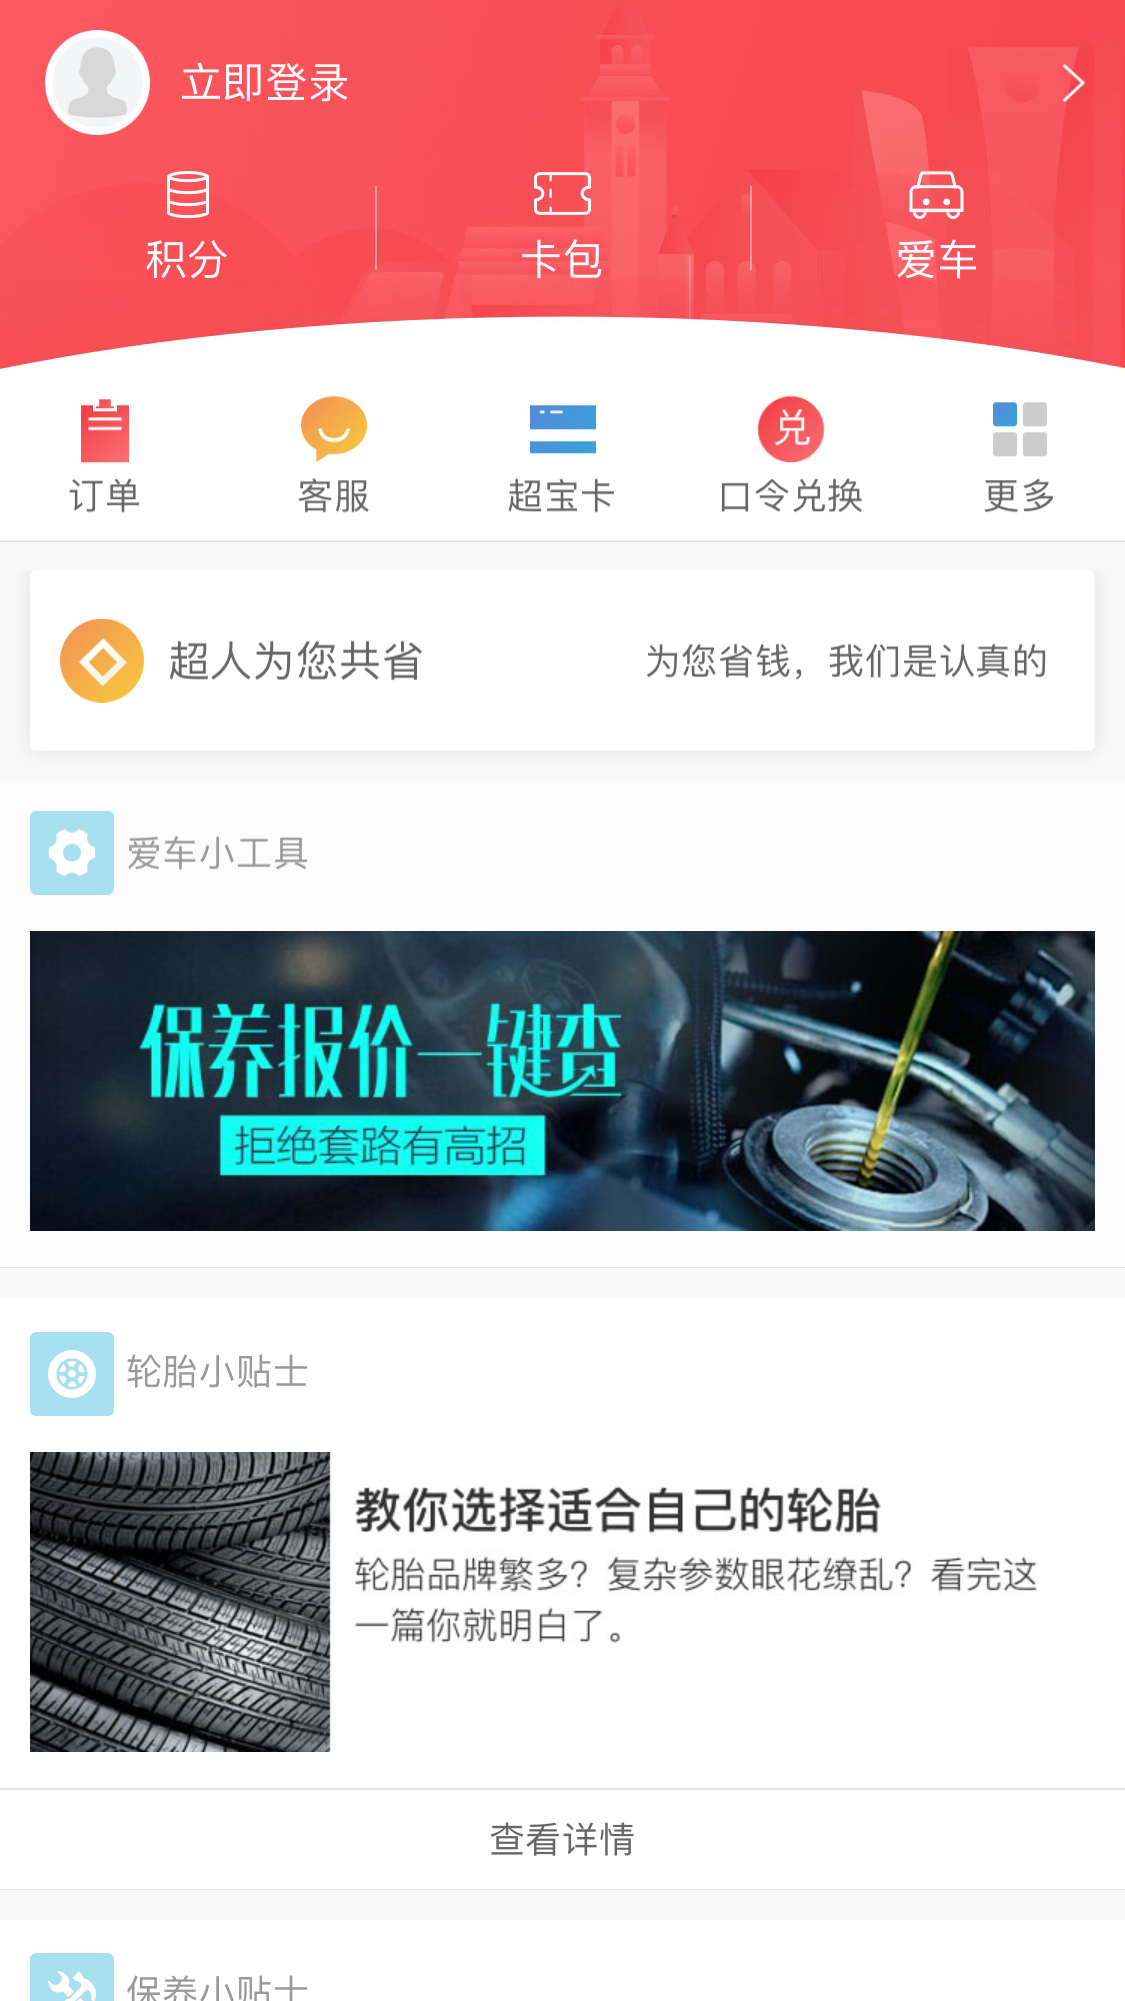 立即登录
积分
卡包
爱车
订单
客服
超宝卡
兑
口令兑换
更多
超人为您共省
为您省钱，我们是认真的
爱车小工具
保养报价一键查
拒绝套路有高招
轮胎小贴士
教你选择适合自己的轮胎
轮胎品牌繁多？复杂参数眼花缭乱？看完这
一篇你就明白了。
查看详情
保养小贴士